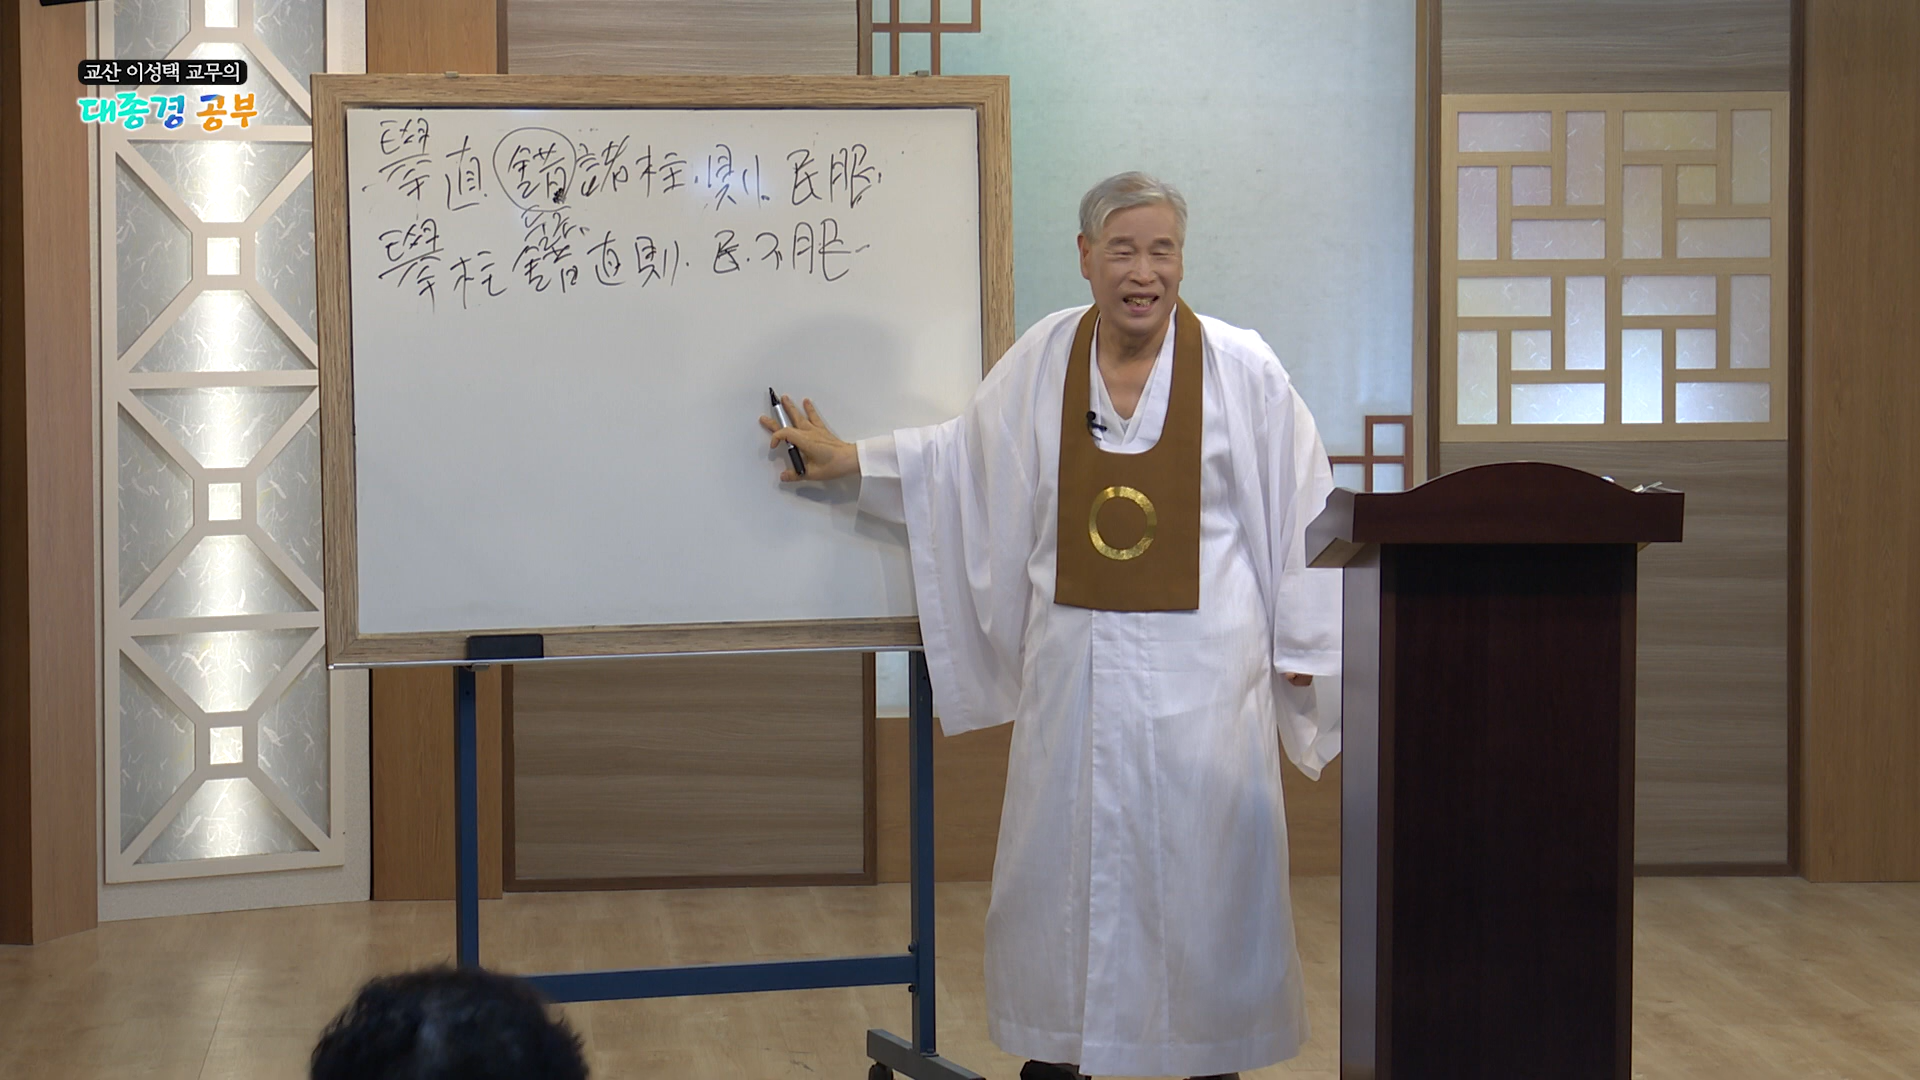 교산 이성택 교무의
대종경 공부
擧直錯諸枉則民服
擧枉錯直則民不服